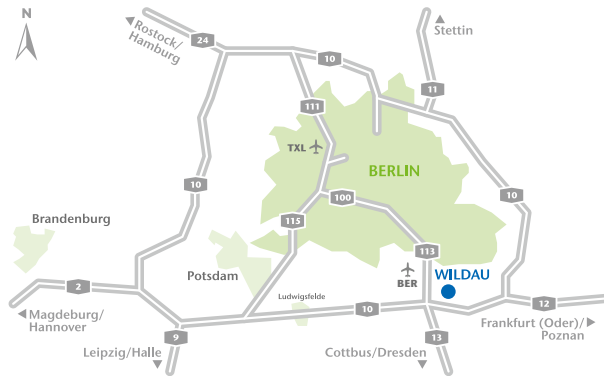 N
Rostock/
Hamburg
24
Stettin
10
11
111
TXL
BERLIN
10
10
100
Brandenburg
115
113
Potsdam
BER
WILDAU
2
Ludwigsfelde
10
12
Magdeburg/
Hannover
9
13
Frankfurt (Oder)/
Poznan
Leipzig/Halle
Cottbus/Dresden